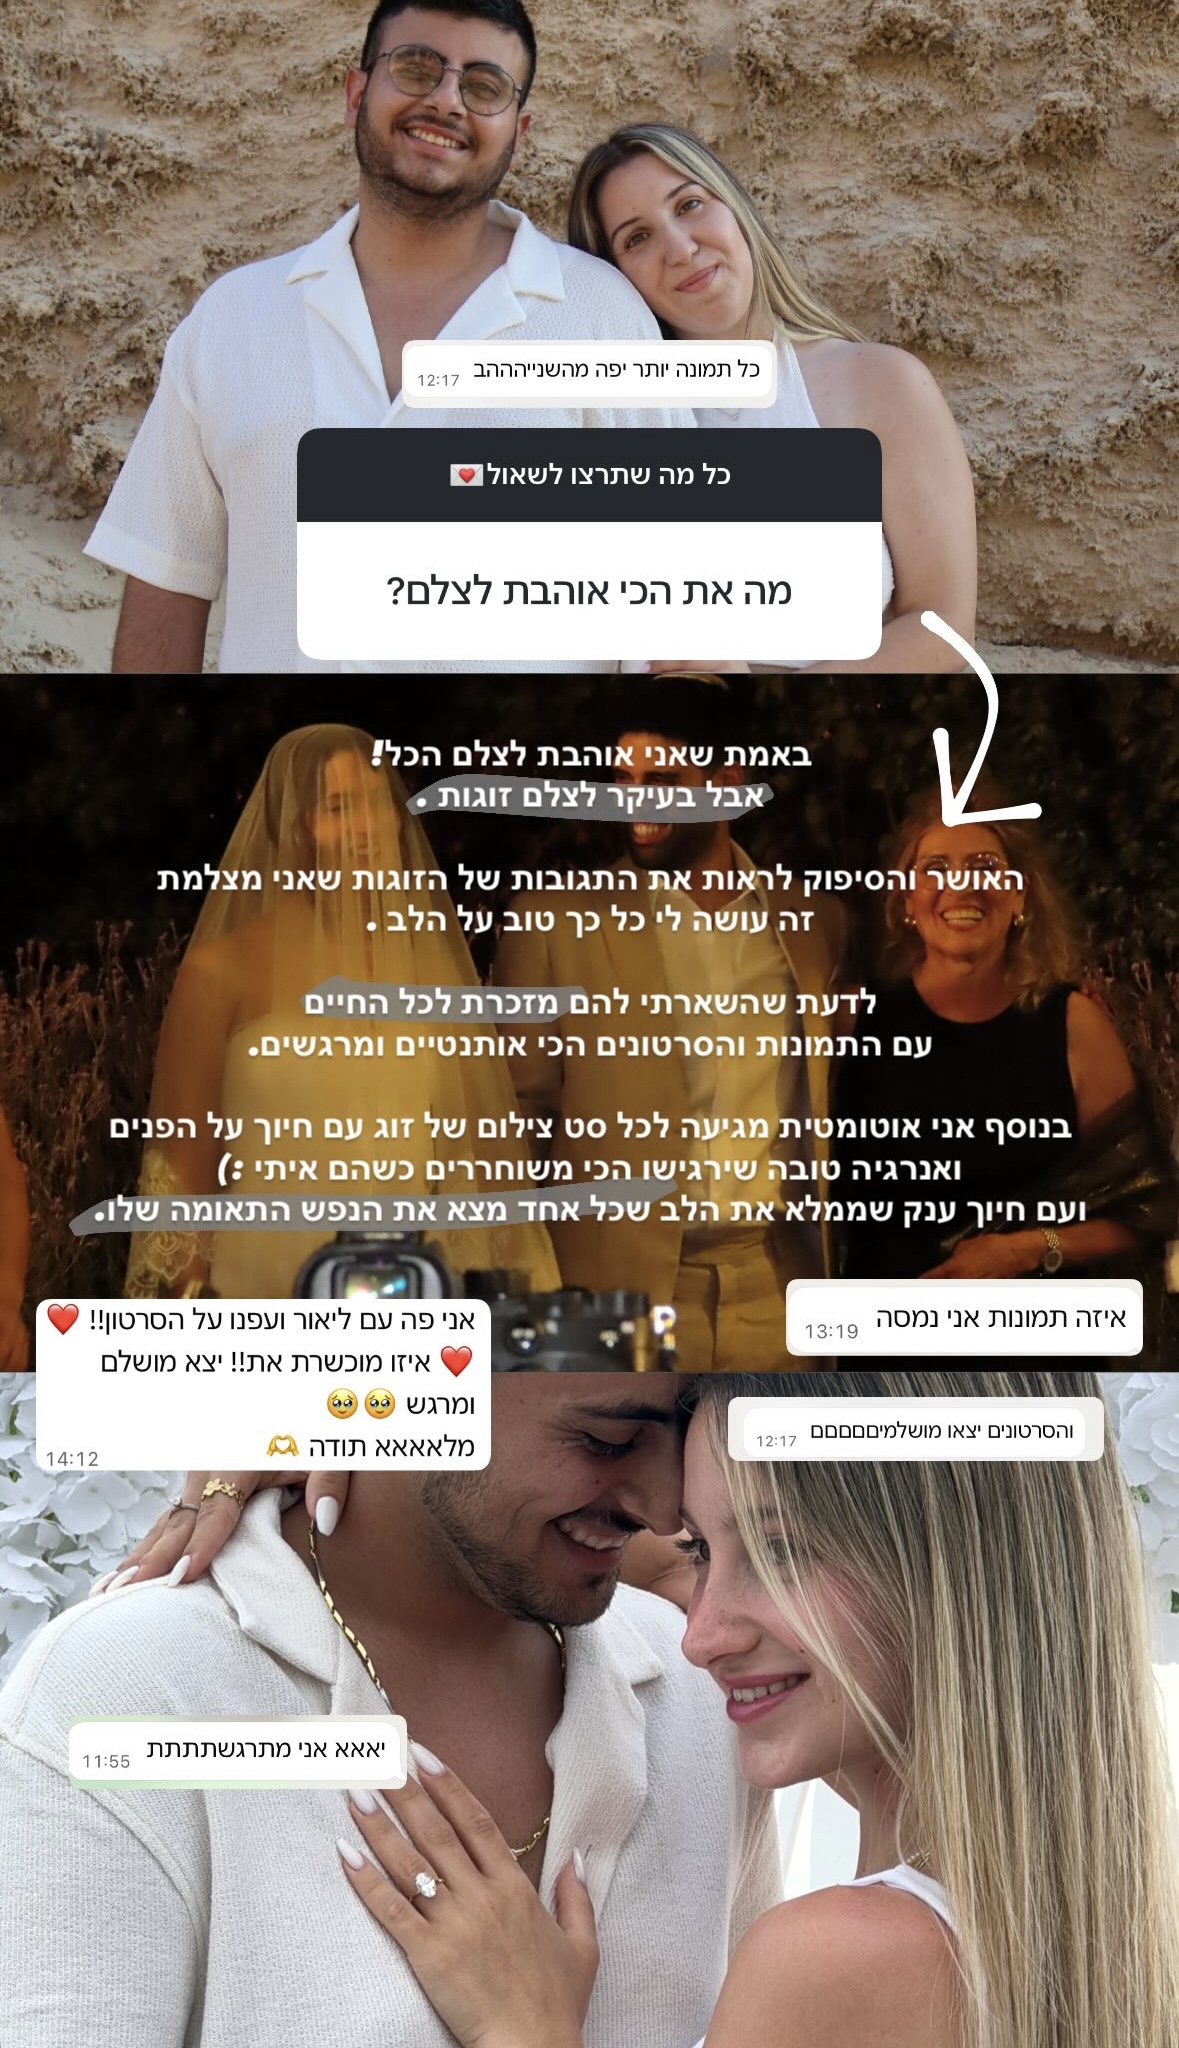 כל תמונה יותר יפה מהשנייהההב
12:17
כל מה שתרצו לשאול💌
מה את הכי אוהבת לצלם?
באמת שאני אוהבת לצלם הכל!
אבל בעיקר לצלם זוגות .
האושר והסיפוק לראות את התגובות של הזוגות שאני מצלמת
זה עושה לי כל כך טוב על הלב .
לדעת שהשארתי להם מזכרת לכל החיים
עם התמונות והסרטונים הכי אותנטיים ומרגשים.
בנוסף אני אוטומטית מגיעה לכל סט צילום של זוג עם חיוך על הפנים
ואנרגיה טובה שירגישו הכי משוחררים כשהם איתי :)
ועם חיוך ענק שממלא את הלב שכל אחד מצא את הנפש התאומה שלו.
איזה תמונות אני נמסה
13:19
אני פה עם ליאור ועפנו על הסרטון!! ❤️
❤️ איזו מוכשרת את!! יצא מושלם
ומרגש 🥹🥹
מלאאאא תודה 🫶
14:12
והסרטונים יצאו מושלמיםםםםם
12:17
יאאא אני מתרגשתתתת
11:55